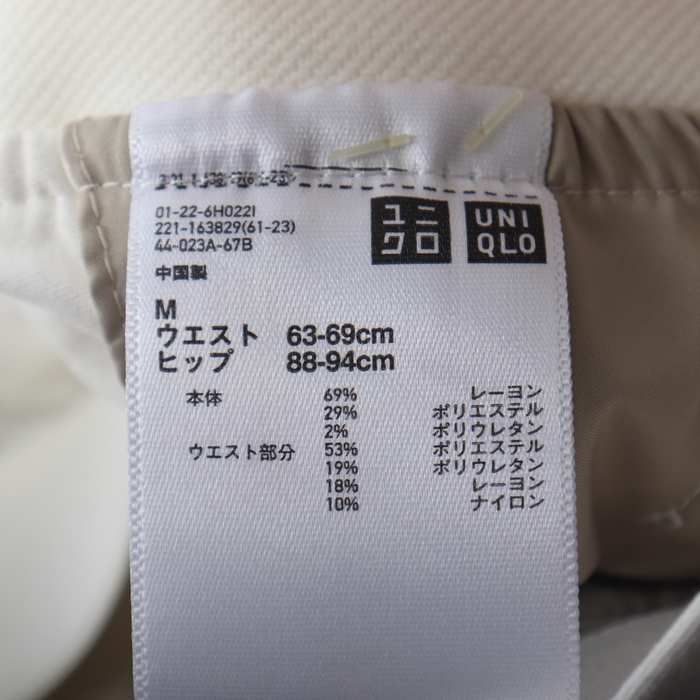 01-22-6H022I
221-163829(61-23)
44-023A-67B
ユニクロ
UNIQLO
中国製
M
ウエスト 63-69cm
ヒップ 88-94cm
本体 69% レーヨン
29% ポリエステル
2% ポリウレタン
ウエスト部分 53% ポリエステル
19% ポリウレタン
18% レーヨン
10% ナイロン